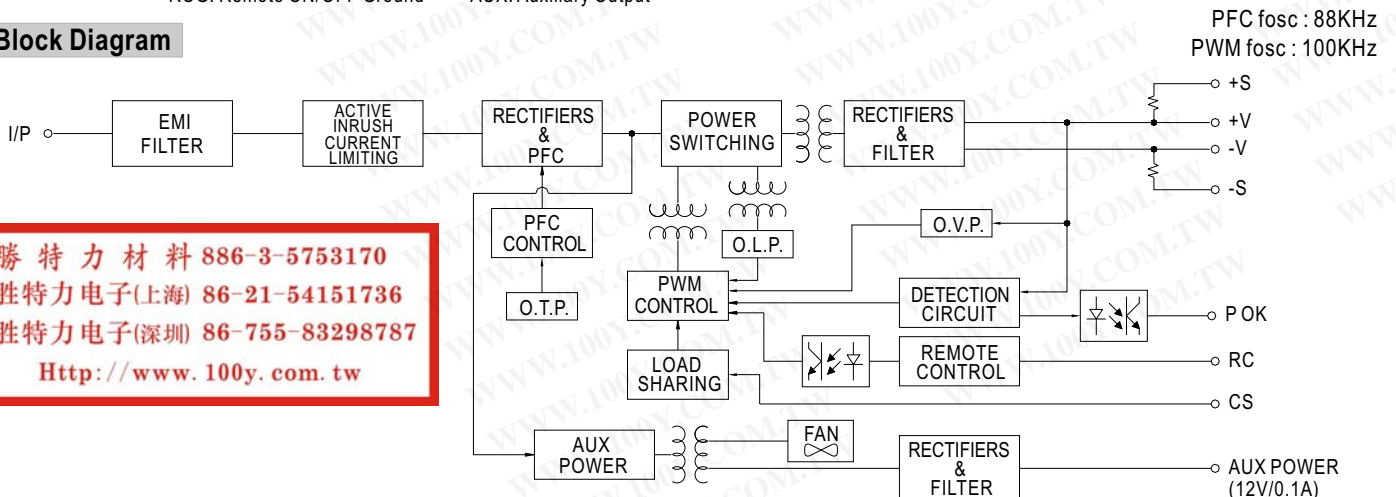 PFC fosc : 88KHz
Block Diagram
PWM fosc : 100KHz
+S
I/P
EMI
FILTER
ACTIVE
INRUSH
CURRENT
LIMITING
RECTIFIERS
&
PFC
POWER
SWITCHING
RECTIFIERS
&
FILTER
+V
-V
-S
PFC
CONTROL
O.L.P.
O.V.P.
O.T.P.
PWM
CONTROL
DETECTION
CIRCUIT
P OK
LOAD
SHARING
REMOTE
CONTROL
RC
CS
AUX
POWER
FAN
RECTIFIERS
&
FILTER
AUX POWER
(12V/0.1A)
勝 特 力 材 料 886-3-5753170
胜特力电子(上海) 86-21-54151736
胜特力电子(深圳) 86-755-83298787
Http://www. 100y. com. tw
WWW.100Y.COM.TW